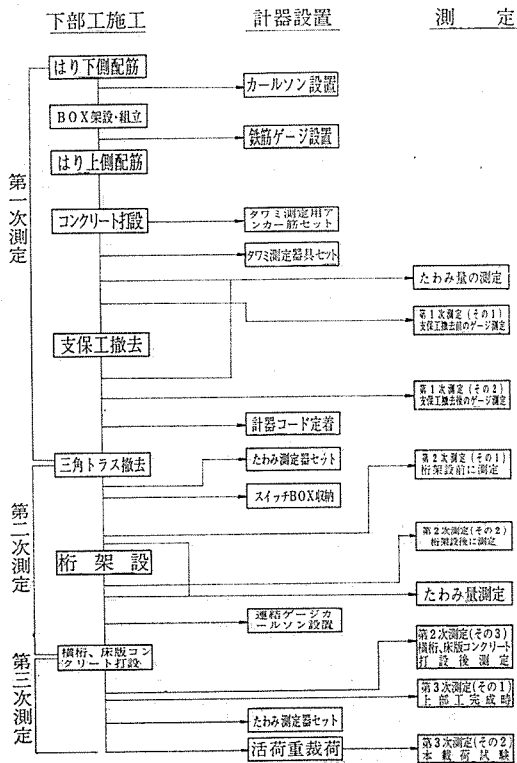 下部工施工
計器設置
測定
はり下側配筋
カールソン設置
BOX架設・組立
鉄筋ゲージ設置
はり上側配筋
第一次測定
コンクリート打設
タワミ測定用ア
ンカー筋セット
タワミ測定器具セット
たわみ量の測定
第1次測定(その1)
支保工撤去前のゲージ測定
支保工撤去
第1次測定(その2)
支保工撤去後のゲージ測定
計器コード定着
三角トラス撤去
たわみ測定器セット
第2次測定(その1)
桁架設前に測定
スイッチBOX収納
第二次測定
第2次測定(その2)
桁架設後に測定
桁架設
たわみ量測定
連結ゲージカ
ールソン設置
第2次測定(その3)
横桁、床版コンクリート
打設後測定
横桁、床版コン
クリート打設
第三次測定
第3次測定(その1)
上部工完成時
たわみ測定器セット
活荷重裁荷
第3次測定(その2)
本載荷試験